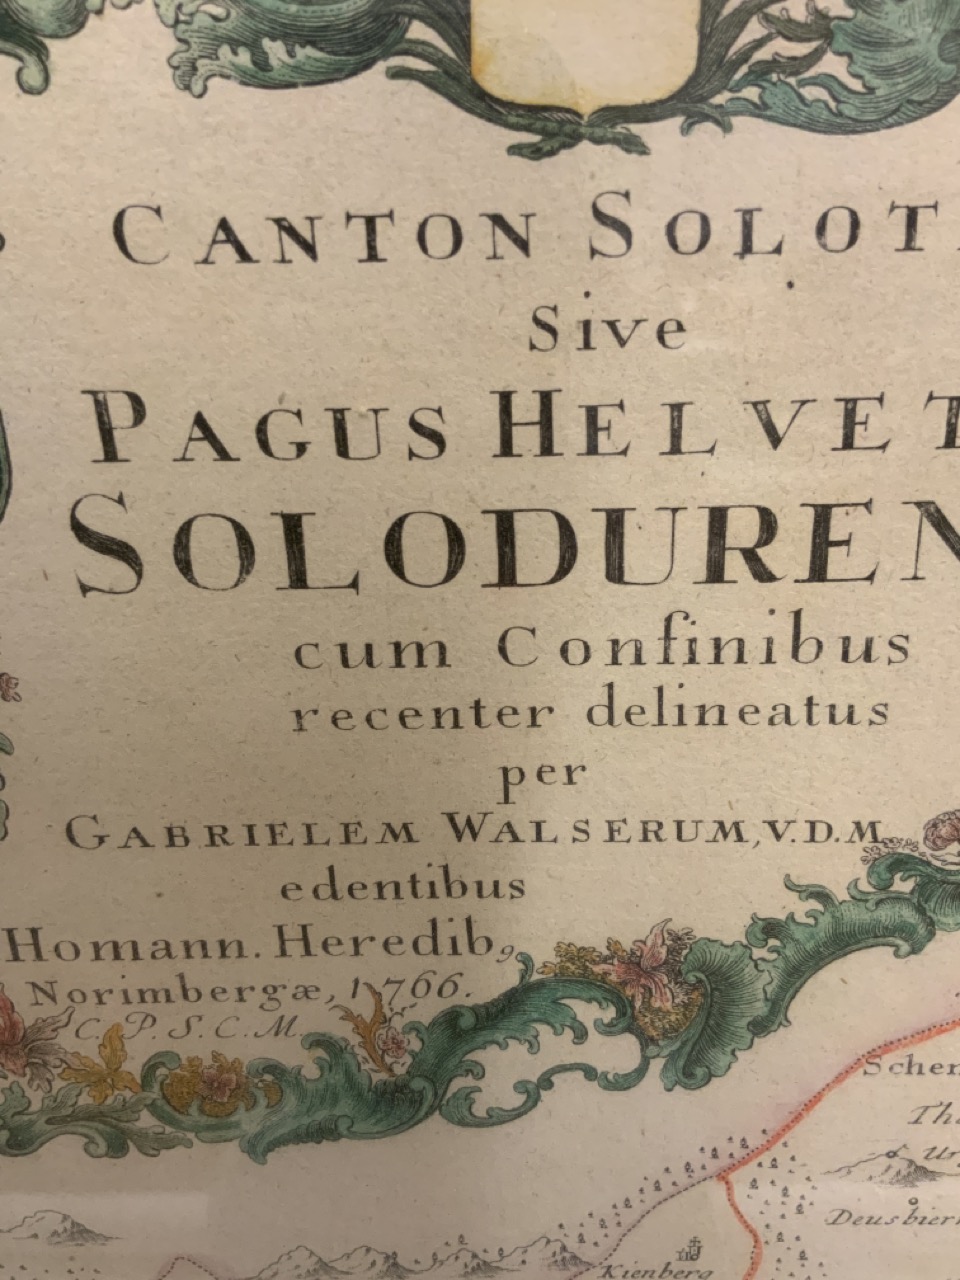 CANTON SOLOT
Sive
PAGUS HELVET
SOLODUREN
cum Confinibus
recenter delineatus
per
GABRIELEM WALSERUM, V.D.M.
edentibus
Homann. Heredib9
Norimbergæ, 1766.
C. P. S. C. M.
Schen
Th
Ur
Deusbier
Kienberg